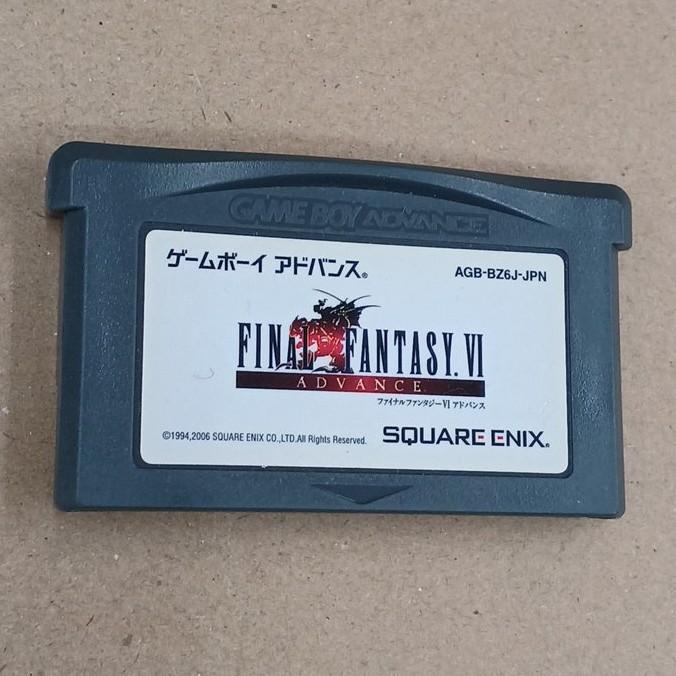 GAME BOY ADVANCE
ゲームボーイ アドバンス®
AGB-BZ6J-JPN
FINAL FANTASY. VI
ADVANCE
ファイナルファンタジーVI アドバンス
©1994,2006 SQUARE ENIX CO.,LTD.All Rights Reserved.
SQUARE ENIX®